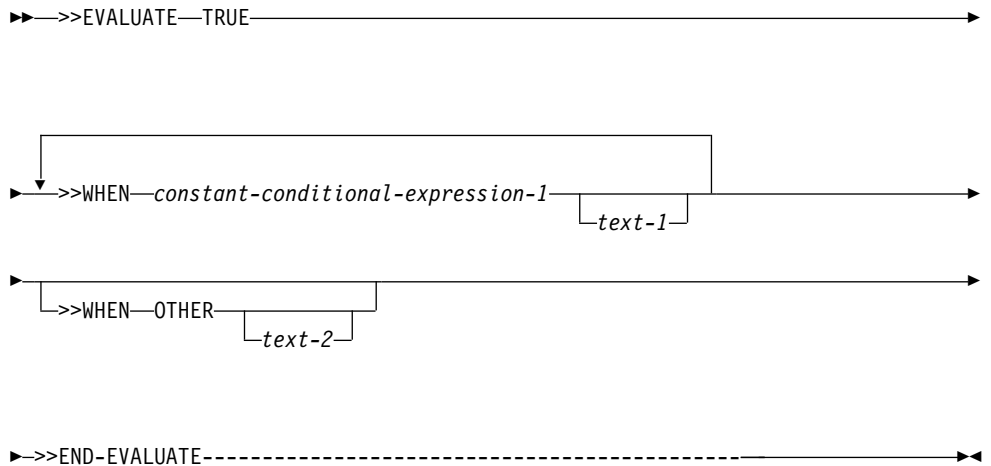 >>EVALUATE TRUE
>>WHEN constant-conditional-expression-1
text-1
>>WHEN OTHER
text-2
>>END-EVALUATE